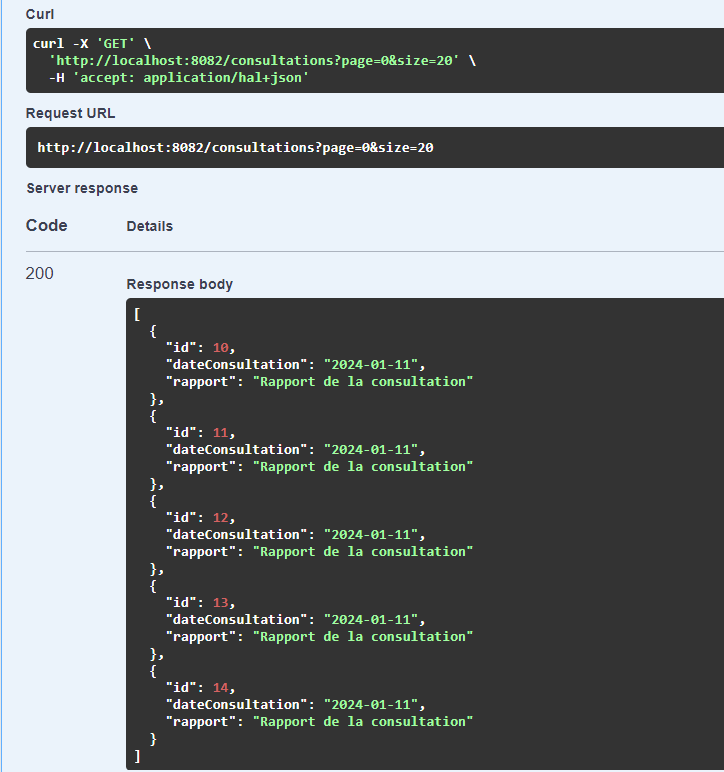 Curl
curl -X 'GET' \
  'http://localhost:8082/consultations?page=0&size=20' \
  -H 'accept: application/hal+json'
Request URL
http://localhost:8082/consultations?page=0&size=20
Server response
Code Details
200
Response body
[
  {
    "id": 10,
    "dateConsultation": "2024-01-11",
    "rapport": "Rapport de la consultation"
  },
  {
    "id": 11,
    "dateConsultation": "2024-01-11",
    "rapport": "Rapport de la consultation"
  },
  {
    "id": 12,
    "dateConsultation": "2024-01-11",
    "rapport": "Rapport de la consultation"
  },
  {
    "id": 13,
    "dateConsultation": "2024-01-11",
    "rapport": "Rapport de la consultation"
  },
  {
    "id": 14,
    "dateConsultation": "2024-01-11",
    "rapport": "Rapport de la consultation"
  }
]